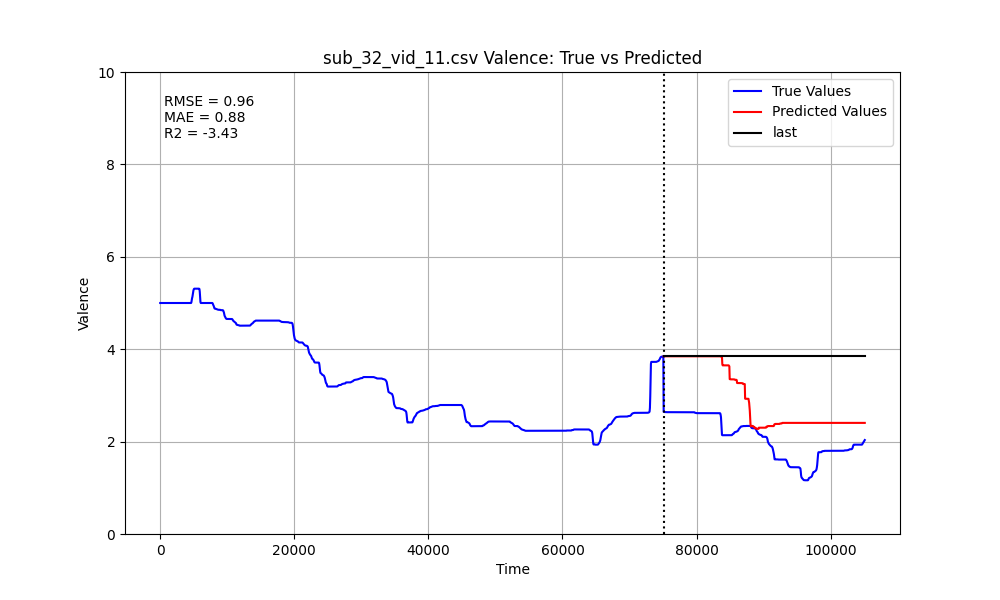 sub_32_vid_11.csv Valence: True vs Predicted
10
8
6
4
2
0
Valence
RMSE = 0.96
MAE = 0.88
R2 = -3.43
True Values
Predicted Values
last
0
20000
40000
60000
80000
100000
Time